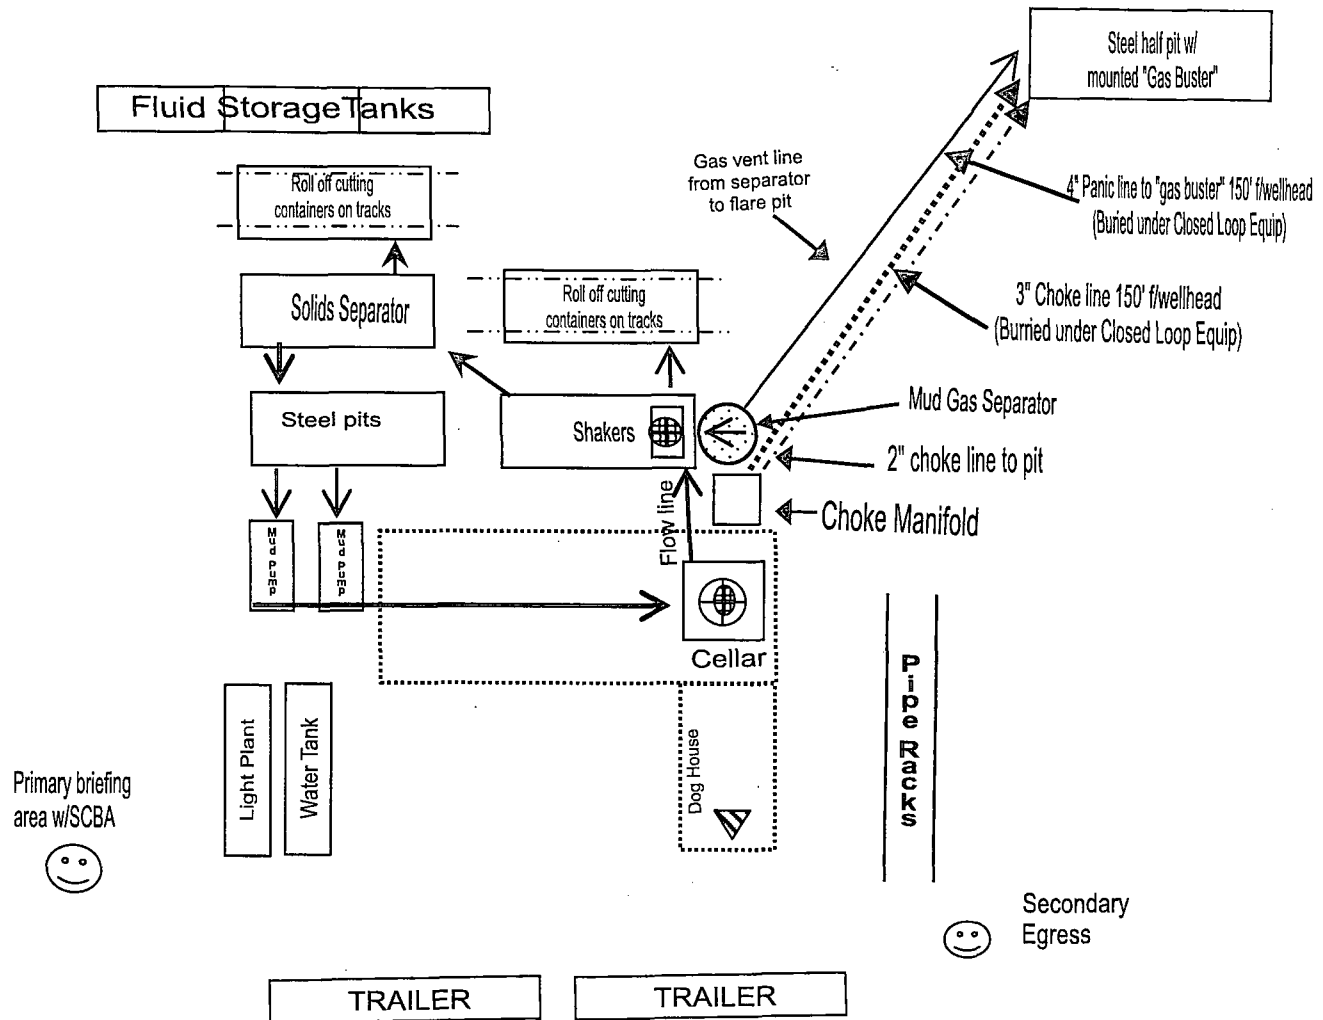 Steel half pit w/
mounted "Gas Buster"
Fluid StorageTanks
Gas vent line
from separator
to flare pit
Roll off cutting
containers on tracks
4" Panic line to "gas buster" 150' f/wellhead
(Buried under Closed Loop Equip)
Solids Separator
Roll off cutting
containers on tracks
3" Choke line 150' f/wellhead
(Burried under Closed Loop Equip)
Steel pits
Shakers
Mud Gas Separator
2" choke line to pit
Choke Manifold
Flow line
Mud Pump
Mud Pump
Cellar
Pipe Racks
Light Plant
Water Tank
Dog House
Primary briefing
area w/SCBA
Secondary
Egress
TRAILER
TRAILER